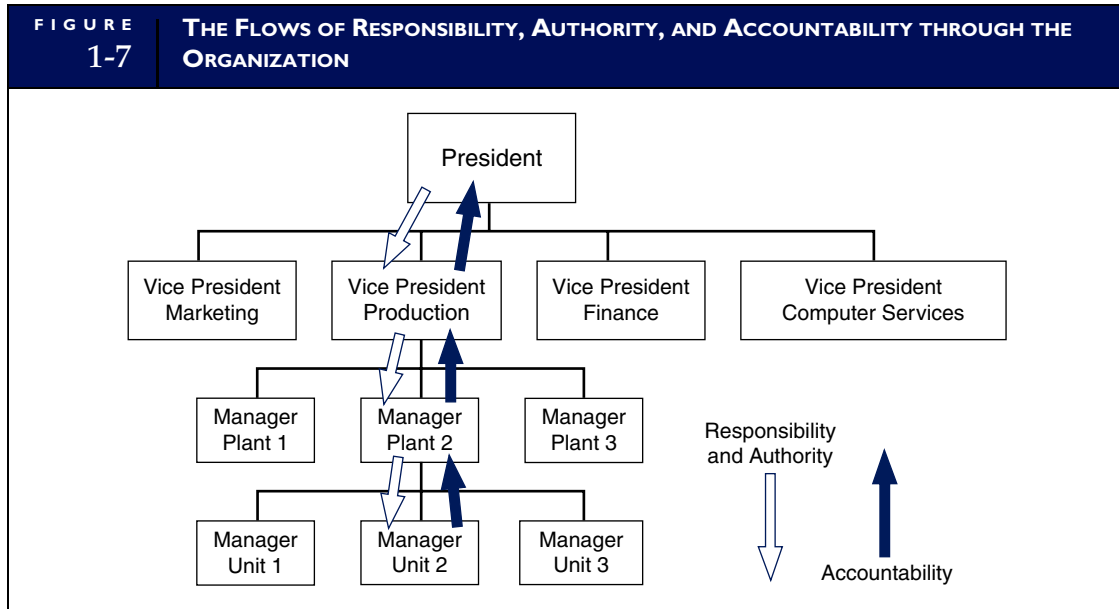 FIGURE
1-7
THE FLOWS OF RESPONSIBILITY, AUTHORITY, AND ACCOUNTABILITY THROUGH THE
ORGANIZATION
President
Vice President
Marketing
Vice President
Production
Vice President
Finance
Vice President
Computer Services
Manager
Plant 1
Manager
Plant 2
Manager
Plant 3
Manager
Unit 1
Manager
Unit 2
Manager
Unit 3
Responsibility
and Authority
Accountability